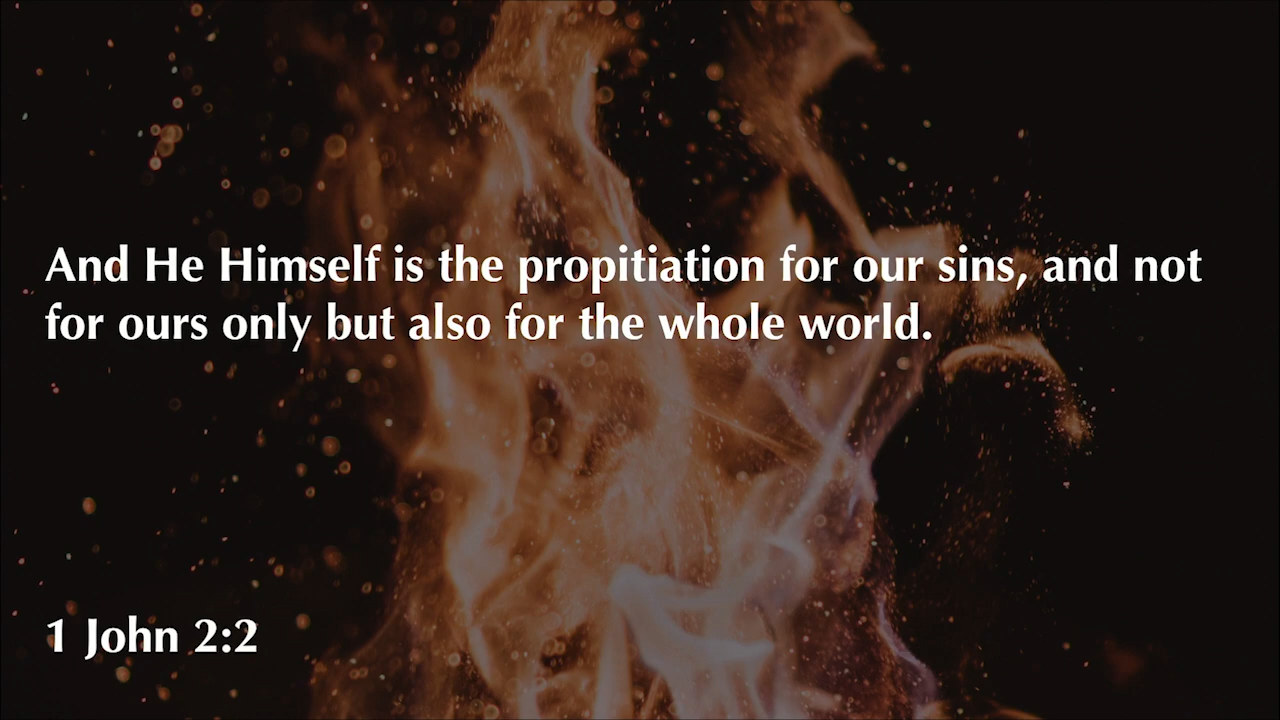 And He Himself is the propitiation for our sins, and not
for ours only but also for the whole world.
1 John 2:2